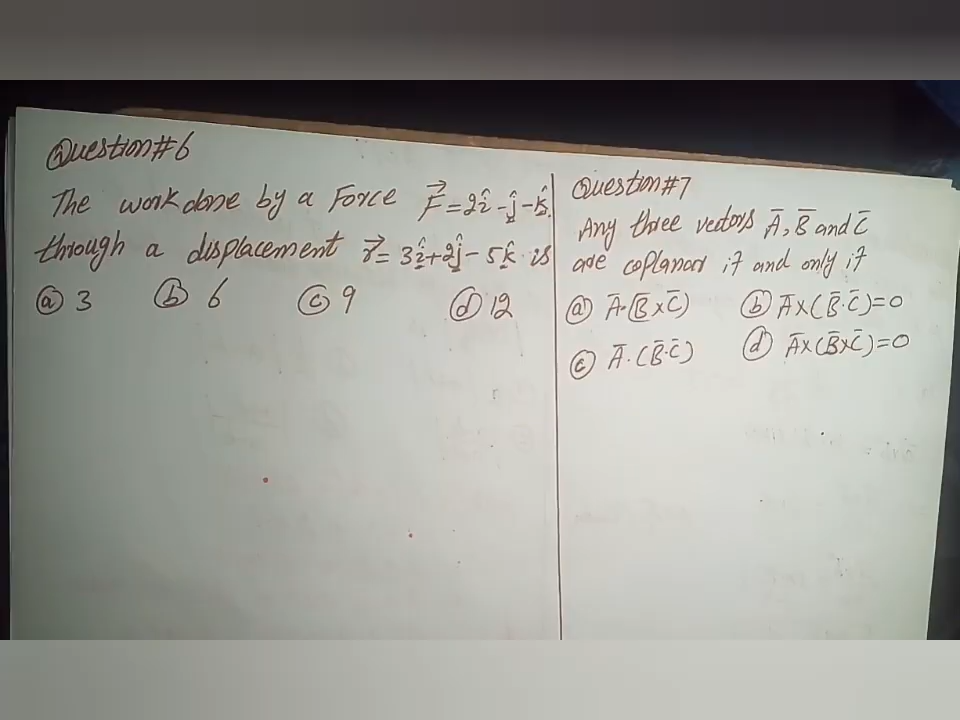 Question#6
The work done by a Force F⃗ = 2î - ĵ - k̂.
through a displacement r⃗ = 3î + 2ĵ - 5k̂ is
ⓐ 3 ⓑ 6 ⓒ 9 ⓓ 12
Question#7
Any three vectors A̅, B̅ and C̅
are coplanar if and only if
ⓐ A̅·(B̅×C̅) ⓑ A̅×(B̅·C̅)=0
ⓒ A̅·(B̅·C̅) ⓓ A̅×(B̅×C̅)=0